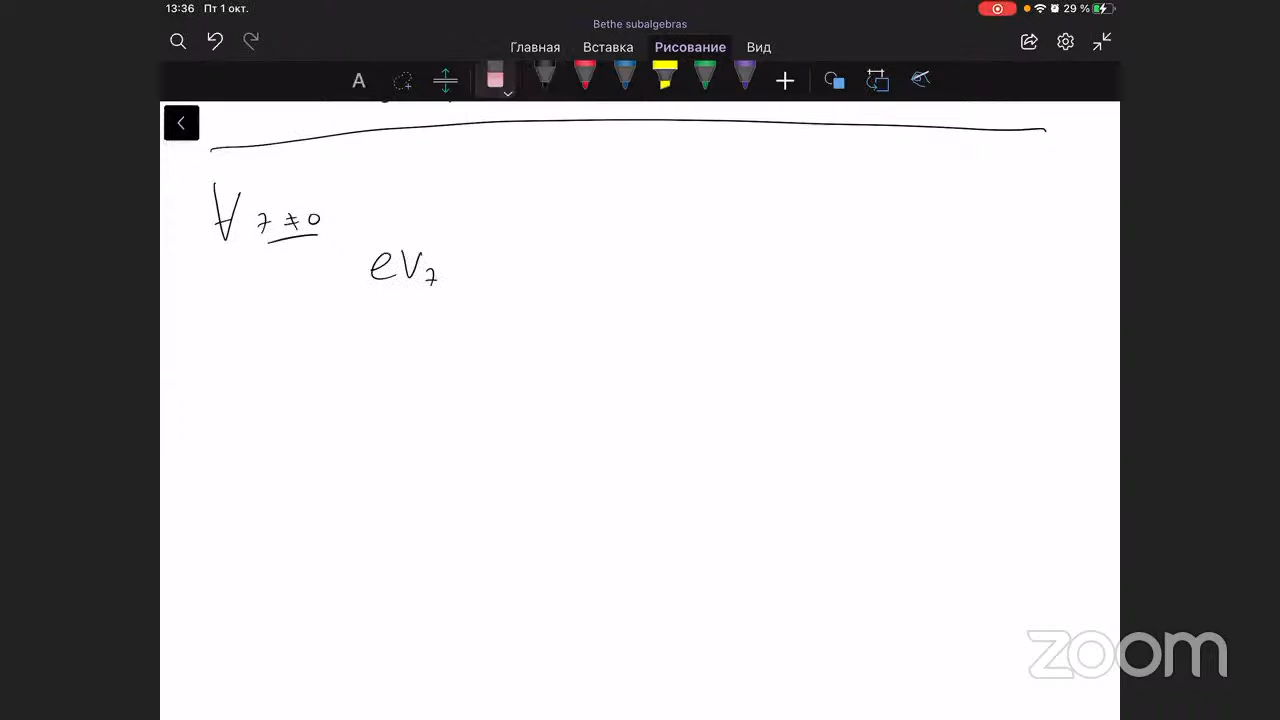 13:36 Пт 1 окт. 29 %
Bethe subalgebras
Главная Вставка Рисование Вид
A
∀ z ≠ 0
ev_z
zoom